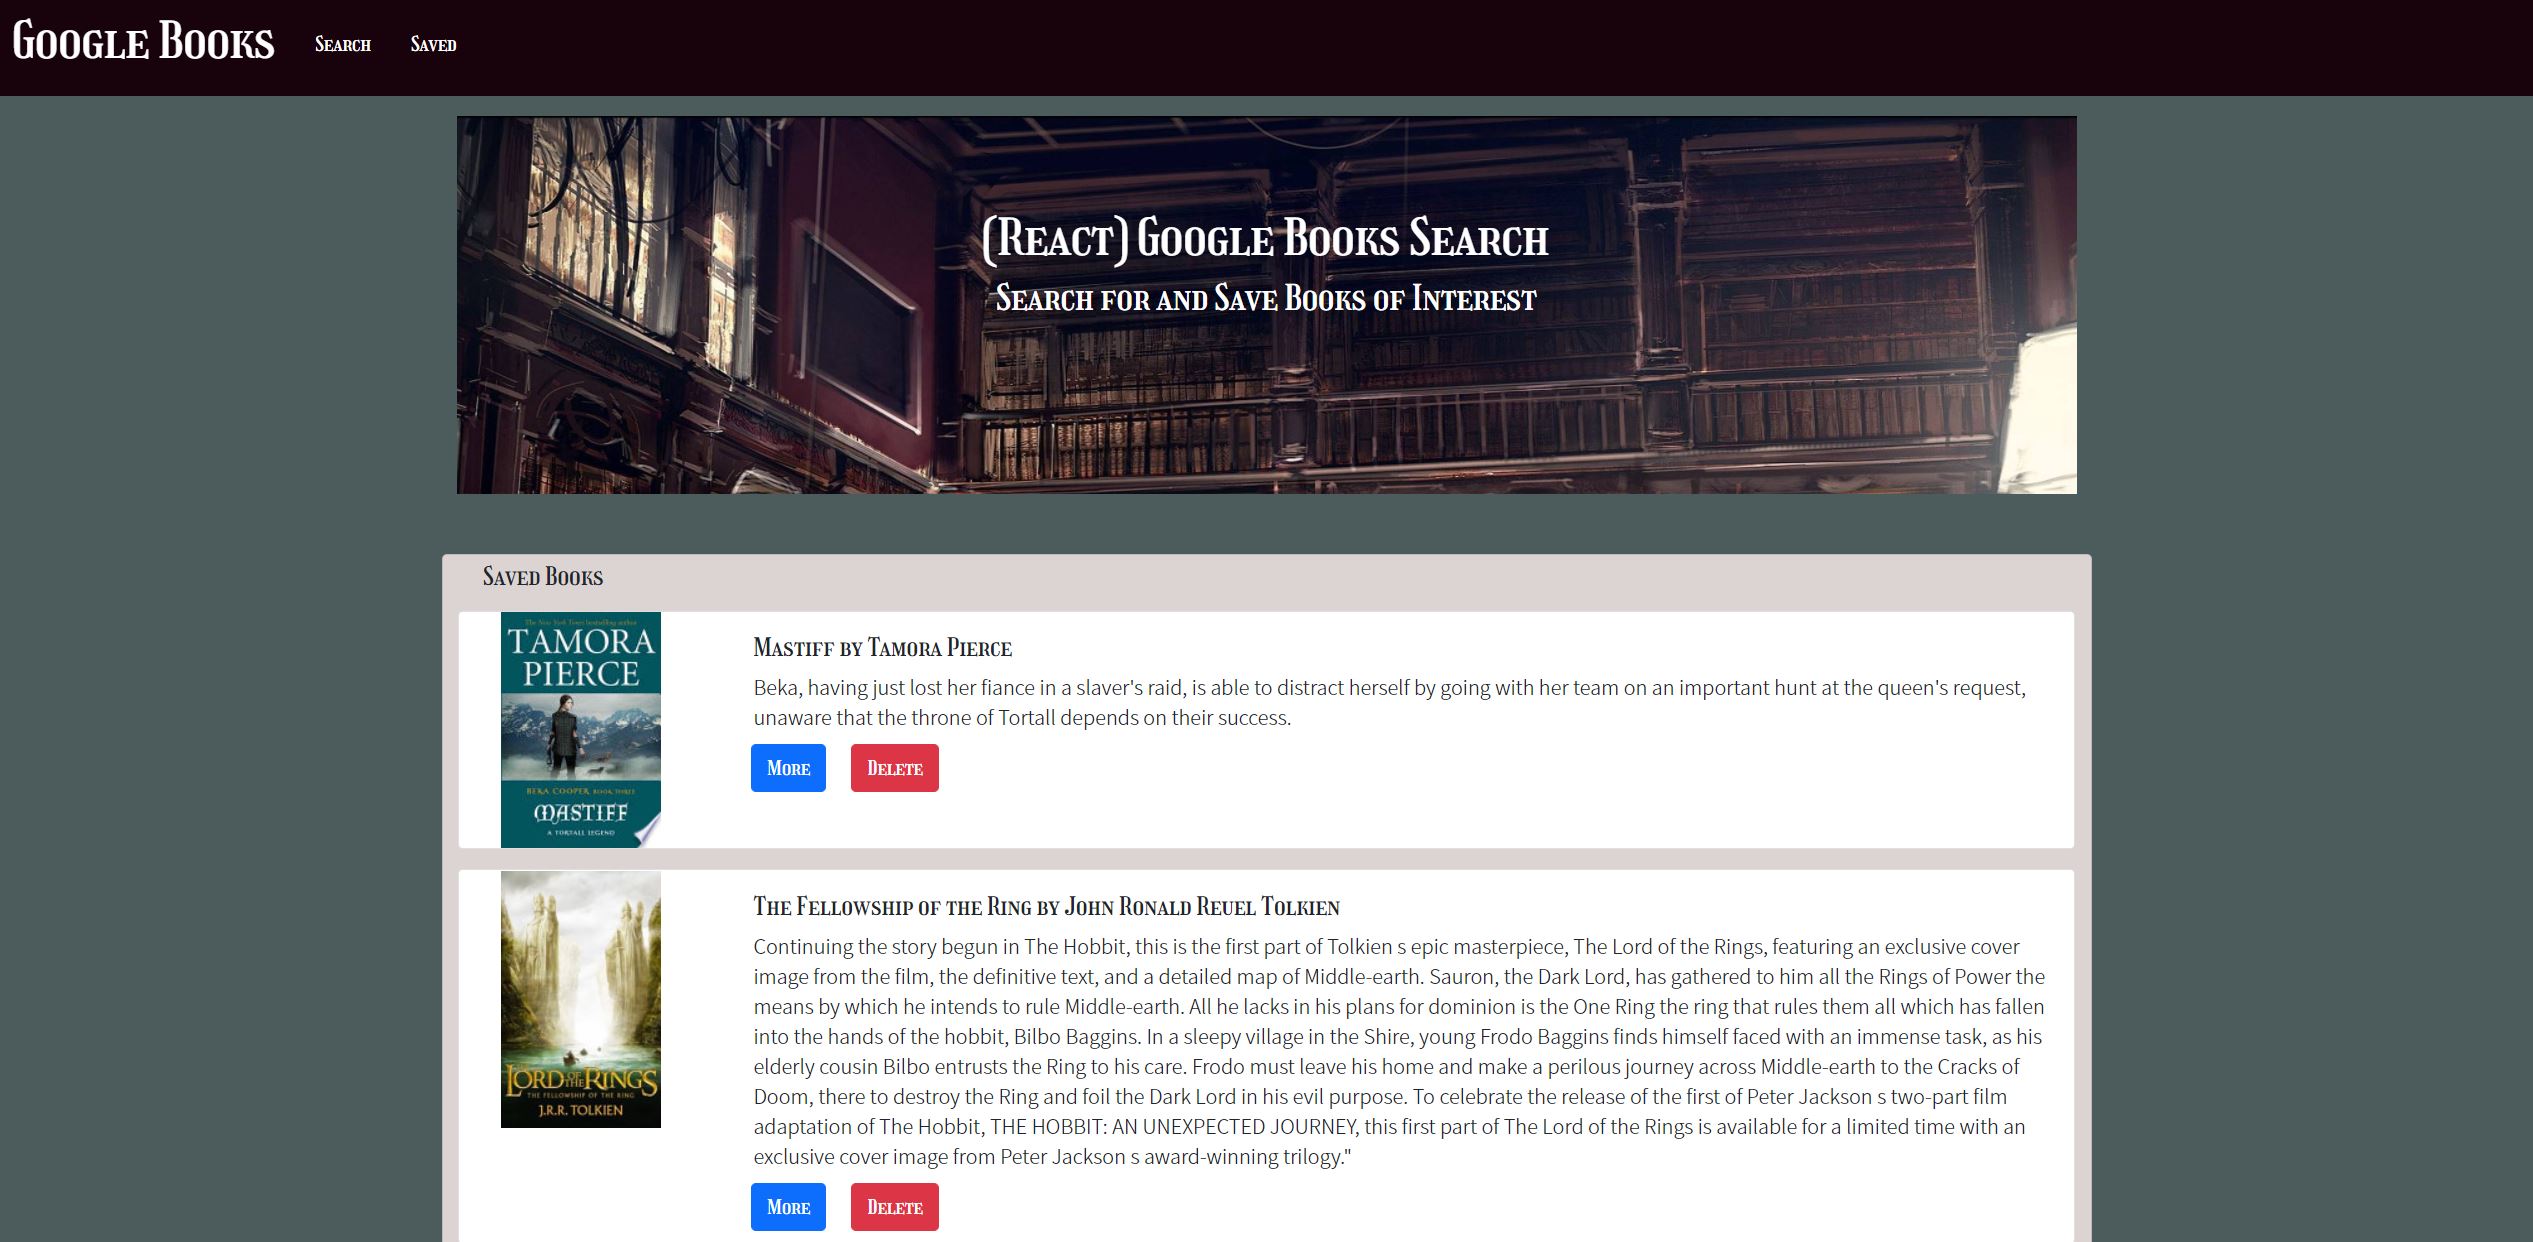 Google Books Search Saved
(React) Google Books Search
Search for and Save Books of Interest
Saved Books
The New York Times bestselling author
TAMORA
PIERCE
BEKA COOPER BOOK THREE
MASTIFF
A TORTALL LEGEND
Mastiff by Tamora Pierce
Beka, having just lost her fiance in a slaver's raid, is able to distract herself by going with her team on an important hunt at the queen's request,
unaware that the throne of Tortall depends on their success.
More Delete
THE LORD OF THE RINGS
THE FELLOWSHIP OF THE RING
J.R.R. TOLKIEN
The Fellowship of the Ring by John Ronald Reuel Tolkien
Continuing the story begun in The Hobbit, this is the first part of Tolkien s epic masterpiece, The Lord of the Rings, featuring an exclusive cover
image from the film, the definitive text, and a detailed map of Middle-earth. Sauron, the Dark Lord, has gathered to him all the Rings of Power the
means by which he intends to rule Middle-earth. All he lacks in his plans for dominion is the One Ring the ring that rules them all which has fallen
into the hands of the hobbit, Bilbo Baggins. In a sleepy village in the Shire, young Frodo Baggins finds himself faced with an immense task, as his
elderly cousin Bilbo entrusts the Ring to his care. Frodo must leave his home and make a perilous journey across Middle-earth to the Cracks of
Doom, there to destroy the Ring and foil the Dark Lord in his evil purpose. To celebrate the release of the first of Peter Jackson s two-part film
adaptation of The Hobbit, THE HOBBIT: AN UNEXPECTED JOURNEY, this first part of The Lord of the Rings is available for a limited time with an
exclusive cover image from Peter Jackson s award-winning trilogy."
More Delete